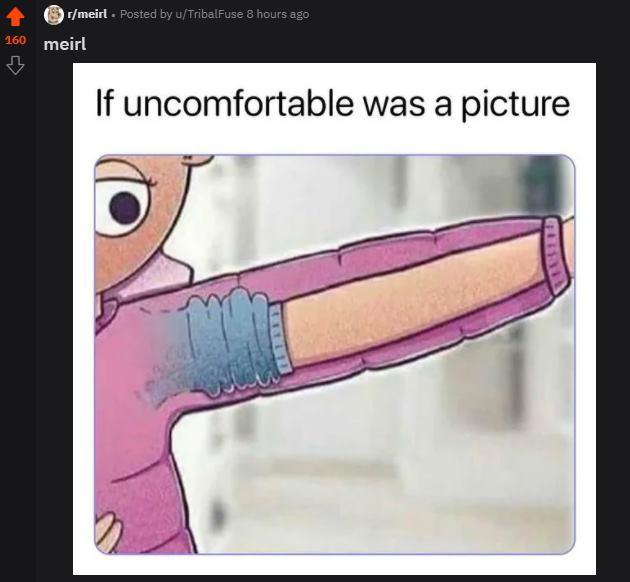 r/meirl • Posted by u/TribalFuse 8 hours ago
160
meirl
If uncomfortable was a picture